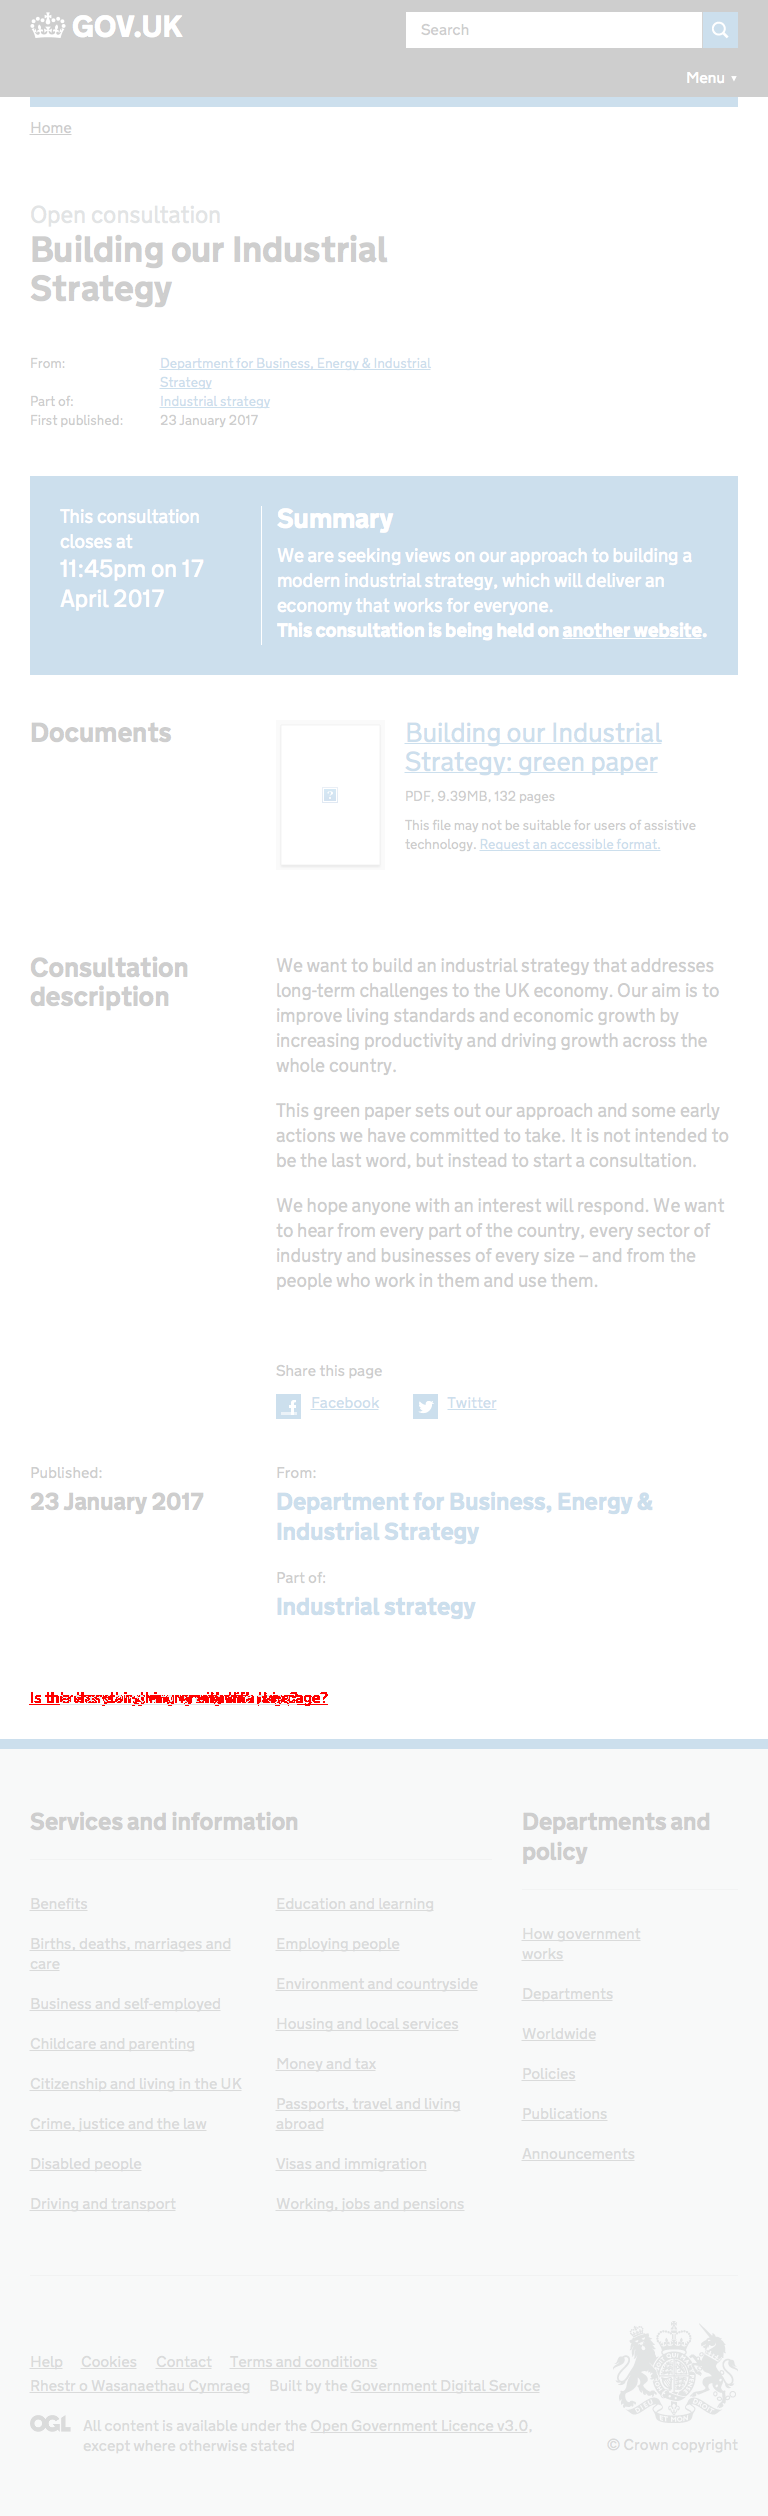 GOV.UK
Search
Menu ▼
Home
Open consultation
Building our Industrial
Strategy
From: Department for Business, Energy & Industrial
Strategy
Part of: Industrial strategy
First published: 23 January 2017
This consultation
closes at
11:45pm on 17
April 2017
Summary
We are seeking views on our approach to building a
modern industrial strategy, which will deliver an
economy that works for everyone.
This consultation is being held on another website.
Documents
Building our Industrial
Strategy: green paper
PDF, 9.39MB, 132 pages
This file may not be suitable for users of assistive
technology. Request an accessible format.
Consultation
description
We want to build an industrial strategy that addresses
long-term challenges to the UK economy. Our aim is to
improve living standards and economic growth by
increasing productivity and driving growth across the
whole country.
This green paper sets out our approach and some early
actions we have committed to take. It is not intended to
be the last word, but instead to start a consultation.
We hope anyone with an interest will respond. We want
to hear from every part of the country, every sector of
industry and businesses of every size – and from the
people who work in them and use them.
Share this page
Facebook Twitter
Published:
23 January 2017
From:
Department for Business, Energy &
Industrial Strategy
Part of:
Industrial strategy
Services and information
Benefits
Births, deaths, marriages and
care
Business and self-employed
Childcare and parenting
Citizenship and living in the UK
Crime, justice and the law
Disabled people
Driving and transport
Education and learning
Employing people
Environment and countryside
Housing and local services
Money and tax
Passports, travel and living
abroad
Visas and immigration
Working, jobs and pensions
Departments and
policy
How government
works
Departments
Worldwide
Policies
Publications
Announcements
Help Cookies Contact Terms and conditions
Rhestr o Wasanaethau Cymraeg Built by the Government Digital Service
OGL All content is available under the Open Government Licence v3.0,
except where otherwise stated
© Crown copyright